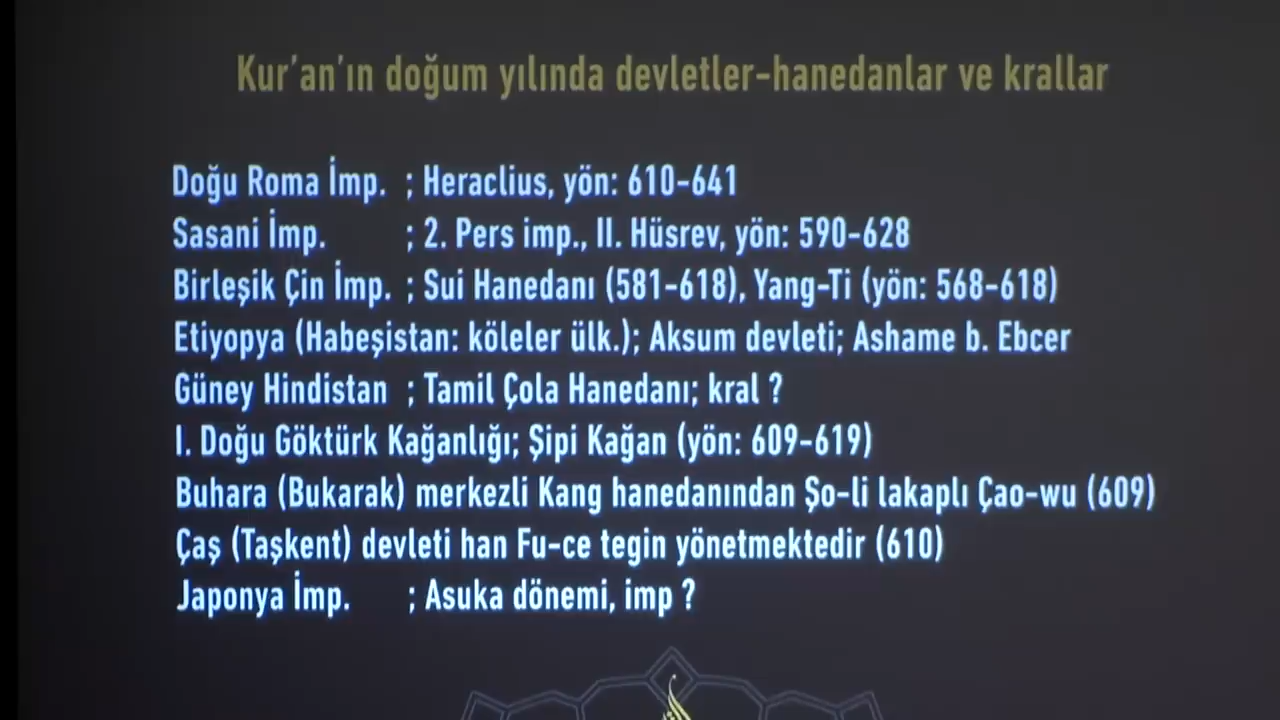 Kur'an'ın doğum yılında devletler-hanedanlar ve krallar
Doğu Roma İmp. ; Heraclius, yön: 610-641
Sasani İmp. ; 2. Pers imp., II. Hüsrev, yön: 590-628
Birleşik Çin İmp. ; Sui Hanedanı (581-618), Yang-Ti (yön: 568-618)
Etiyopya (Habeşistan: köleler ülk.); Aksum devleti; Ashame b. Ebcer
Güney Hindistan ; Tamil Çola Hanedanı; kral ?
I. Doğu Göktürk Kağanlığı; Şipi Kağan (yön: 609-619)
Buhara (Bukarak) merkezli Kang hanedanından Şo-li lakaplı Çao-wu (609)
Çaş (Taşkent) devleti han Fu-ce tegin yönetmektedir (610)
Japonya İmp. ; Asuka dönemi, imp ?